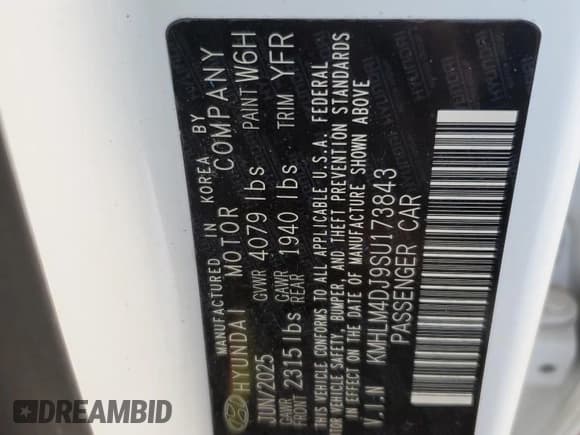 MANUFACTURED IN KOREA BY
HYUNDAI MOTOR COMPANY
JUN/2025 GVWR 4079 lbs PAINT W6H
GAWR FRONT 2315 lbs GAWR REAR 1940 lbs TRIM YFR
THIS VEHICLE CONFORMS TO ALL APPLICABLE U.S.A. FEDERAL
MOTOR VEHICLE SAFETY, BUMPER, AND THEFT PREVENTION STANDARDS
IN EFFECT ON THE DATE OF MANUFACTURE SHOWN ABOVE
V.I.N KMHLM4DJ9SU173843
PASSENGER CAR
DREAMBID